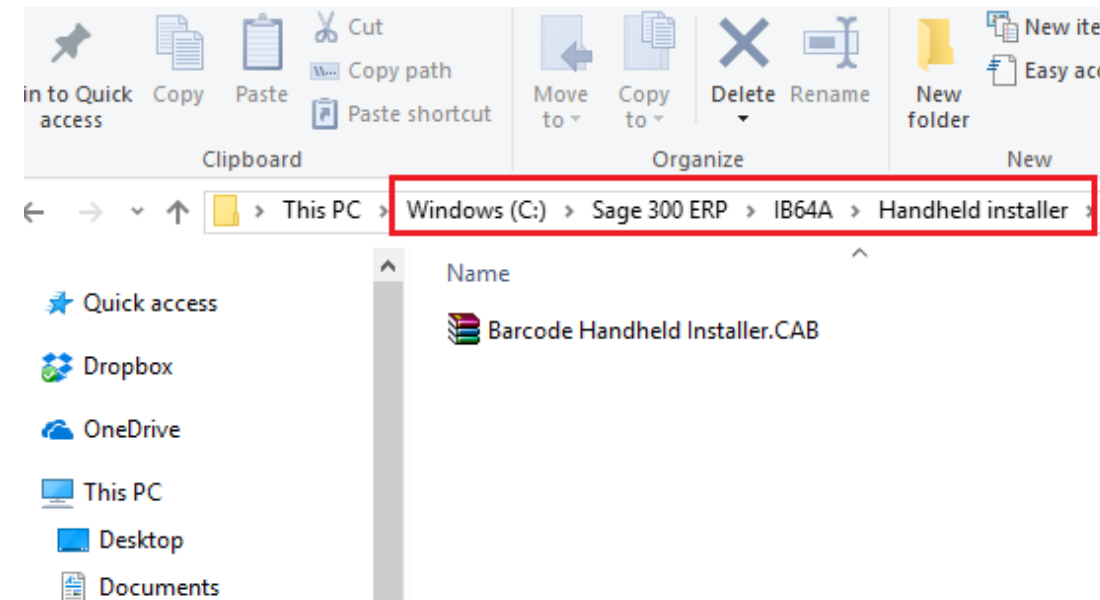 Cut
New ite
Copy path
Easy acc
in to Quick access
Copy
Paste
Paste shortcut
Move to
Copy to
Delete
Rename
New folder
Clipboard
Organize
New
This PC > Windows (C:) > Sage 300 ERP > IB64A > Handheld installer
Name
Quick access
Barcode Handheld Installer.CAB
Dropbox
OneDrive
This PC
Desktop
Documents